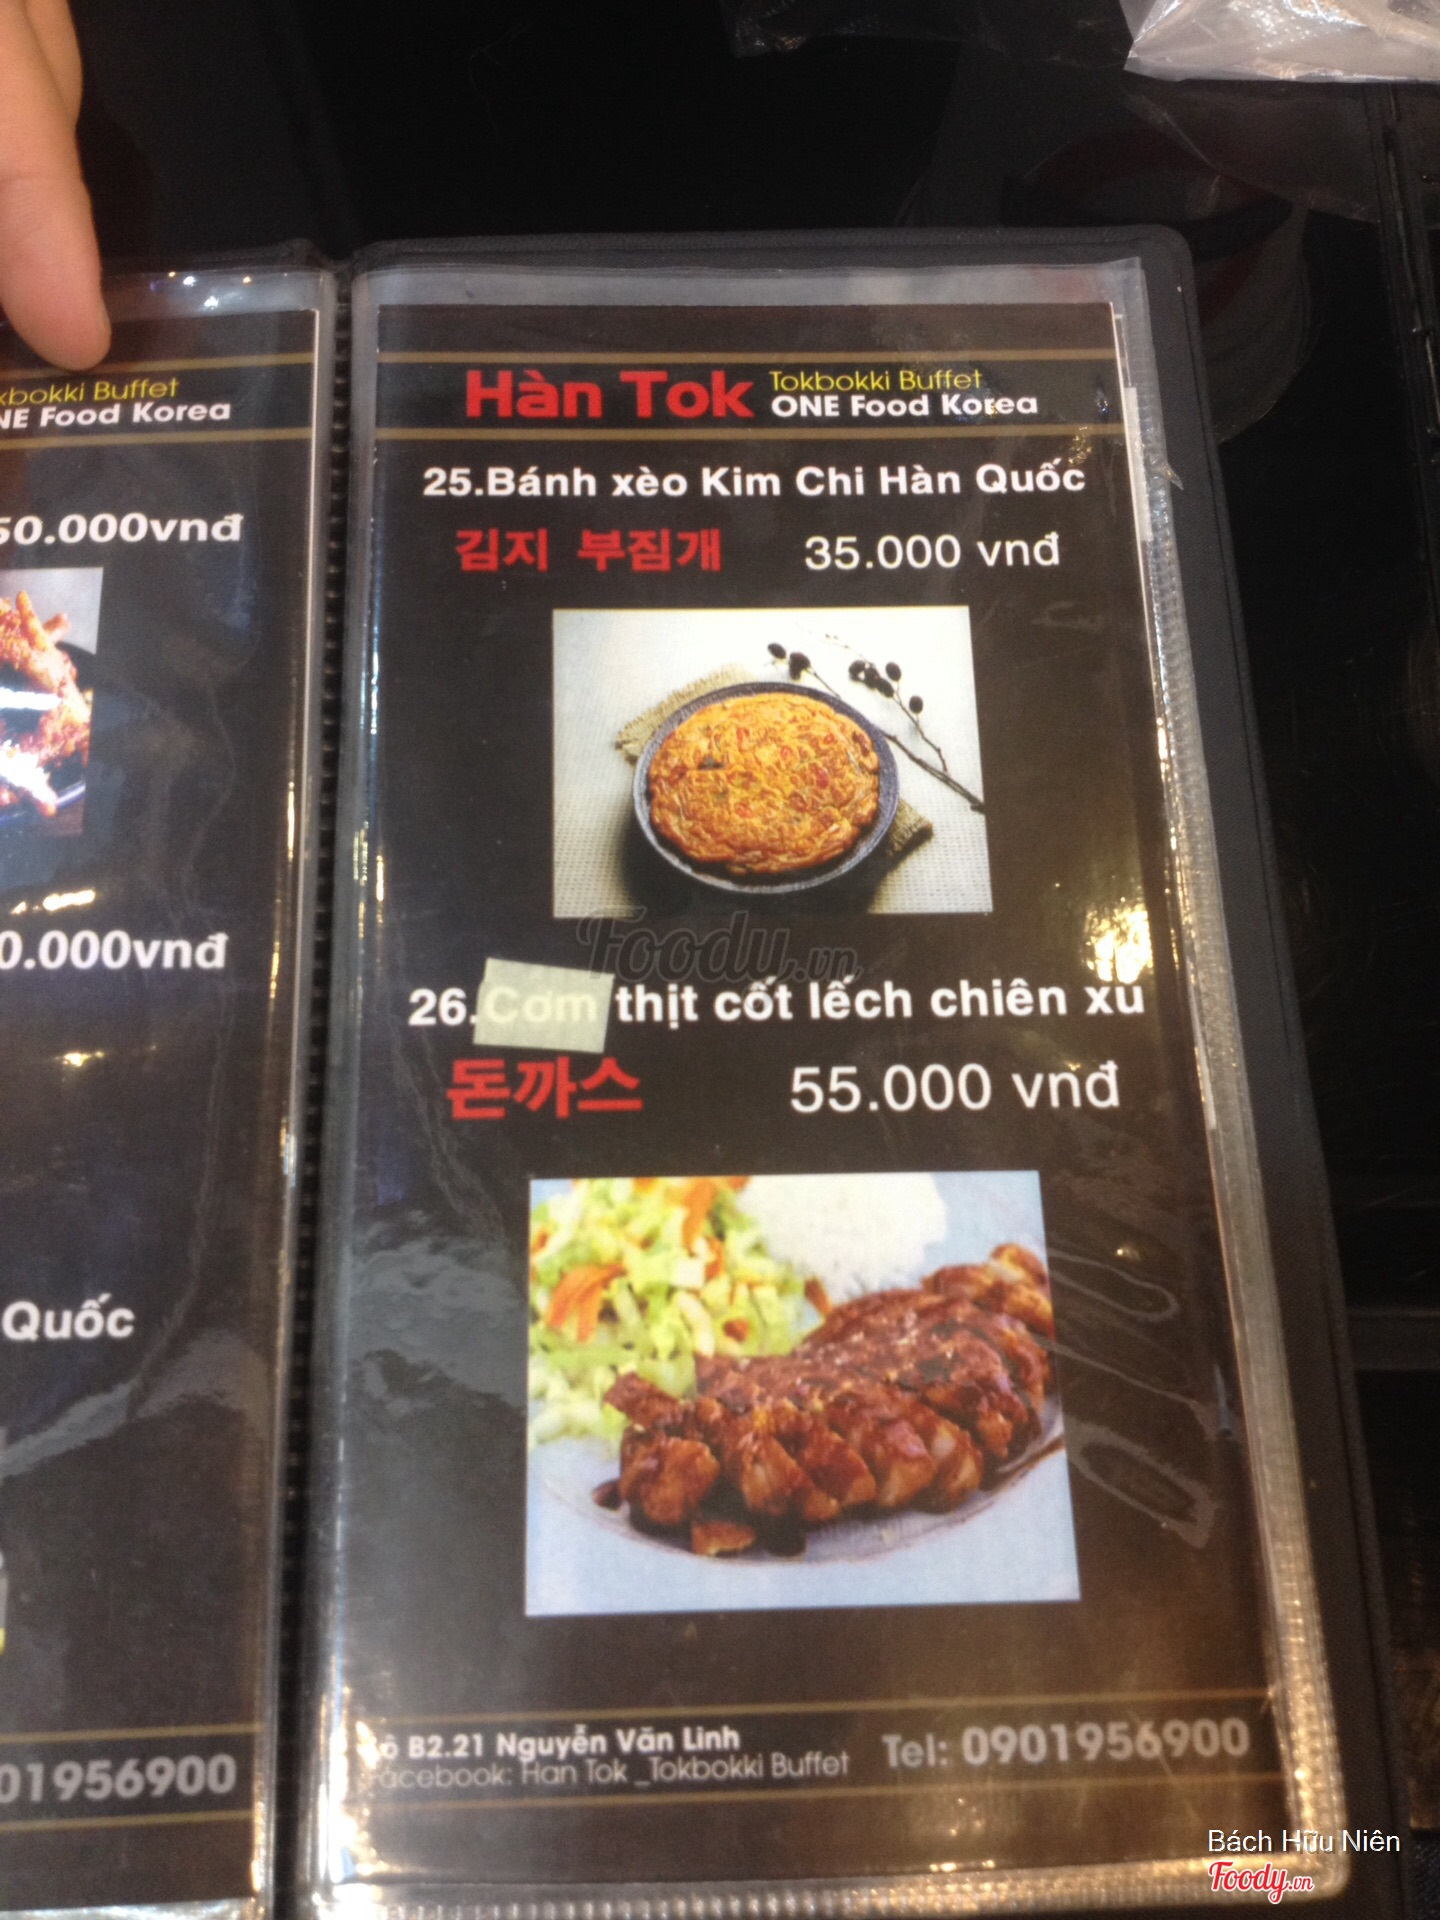 kbokki Buffet
NE Food Korea
50.000vnđ
0.000vnđ
Quốc
01956900
Hàn Tok Tokbokki Buffet
ONE Food Korea
25.Bánh xèo Kim Chi Hàn Quốc
김지 부짐개 35.000 vnđ
Foody.vn
26.Cơm thịt cốt lếch chiên xù
돈까스 55.000 vnđ
B2.21 Nguyễn Văn Linh
acebook: Han Tok _Tokbokki Buffet
Tel: 0901956900
Bách Hữu Niên
Foody.vn